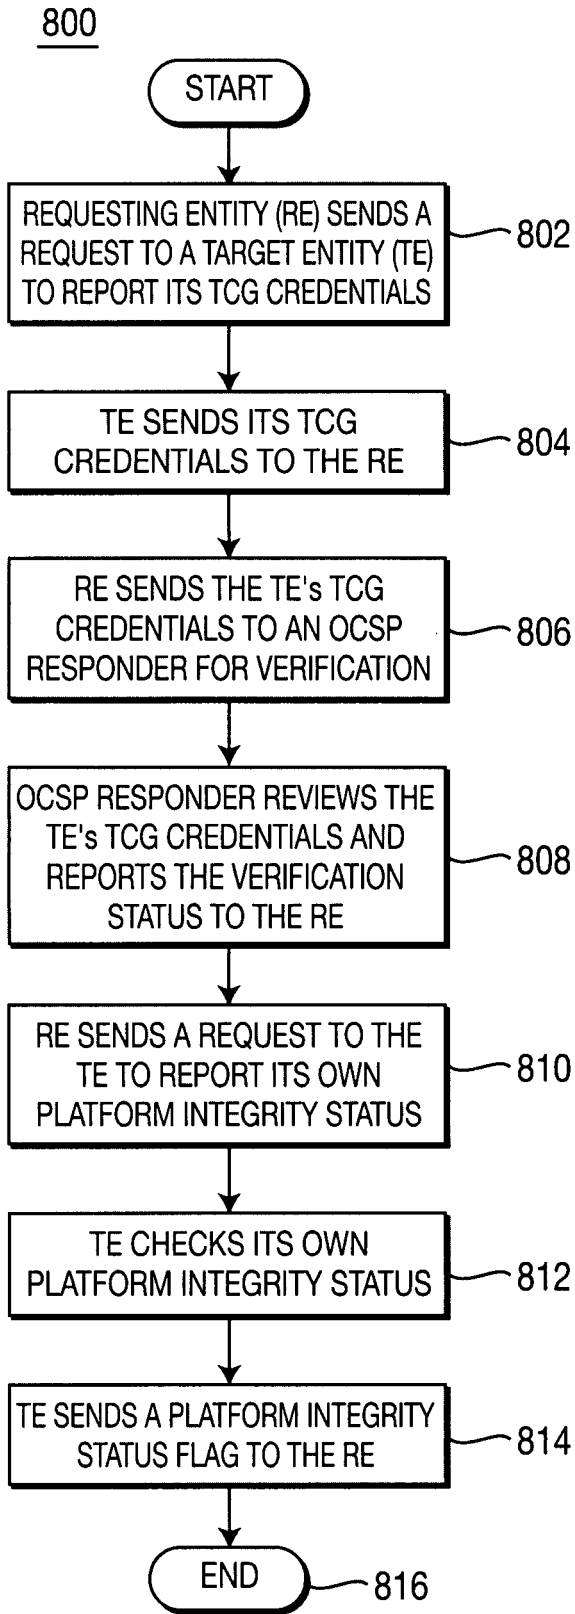 800
START
REQUESTING ENTITY (RE) SENDS A
REQUEST TO A TARGET ENTITY (TE)
TO REPORT ITS TCG CREDENTIALS
802
TE SENDS ITS TCG
CREDENTIALS TO THE RE
804
RE SENDS THE TE's TCG
CREDENTIALS TO AN OCSP
RESPONDER FOR VERIFICATION
806
OCSP RESPONDER REVIEWS THE
TE's TCG CREDENTIALS AND
REPORTS THE VERIFICATION
STATUS TO THE RE
808
RE SENDS A REQUEST TO THE
TE TO REPORT ITS OWN
PLATFORM INTEGRITY STATUS
810
TE CHECKS ITS OWN
PLATFORM INTEGRITY STATUS
812
TE SENDS A PLATFORM INTEGRITY
STATUS FLAG TO THE RE
814
END
816